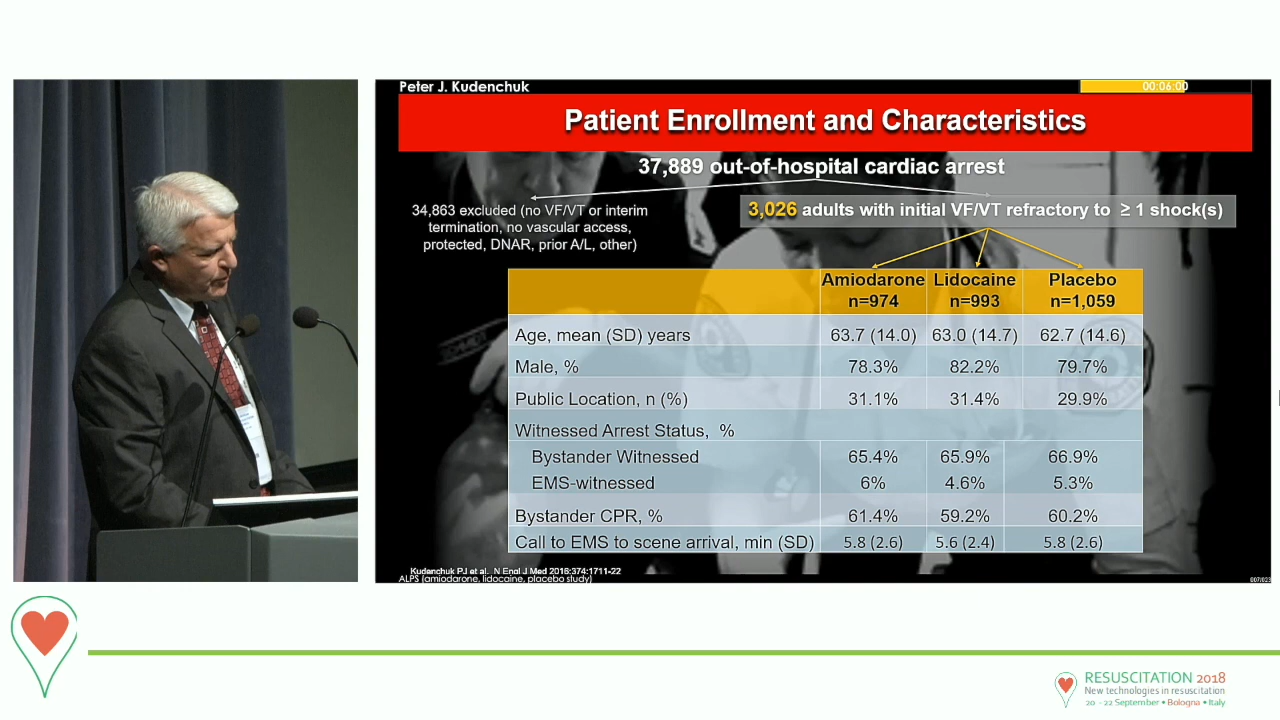 Peter J. Kudenchuk
00:06:00
Patient Enrollment and Characteristics
37,889 out-of-hospital cardiac arrest
34,863 excluded (no VF/VT or interim
termination, no vascular access,
protected, DNAR, prior A/L, other)
3,026 adults with initial VF/VT refractory to ≥ 1 shock(s)
Amiodarone Lidocaine Placebo
n=974 n=993 n=1,059
Age, mean (SD) years 63.7 (14.0) 63.0 (14.7) 62.7 (14.6)
Male, % 78.3% 82.2% 79.7%
Public Location, n (%) 31.1% 31.4% 29.9%
Witnessed Arrest Status, %
Bystander Witnessed 65.4% 65.9% 66.9%
EMS-witnessed 6% 4.6% 5.3%
Bystander CPR, % 61.4% 59.2% 60.2%
Call to EMS to scene arrival, min (SD) 5.8 (2.6) 5.6 (2.4) 5.8 (2.6)
Kudenchuk PJ et al. N Engl J Med 2016:374:1711-22
ALPS (amiodarone, lidocaine, placebo study)
007/023
RESUSCITATION 2018
New technologies in resuscitation
20 - 22 September • Bologna • Italy